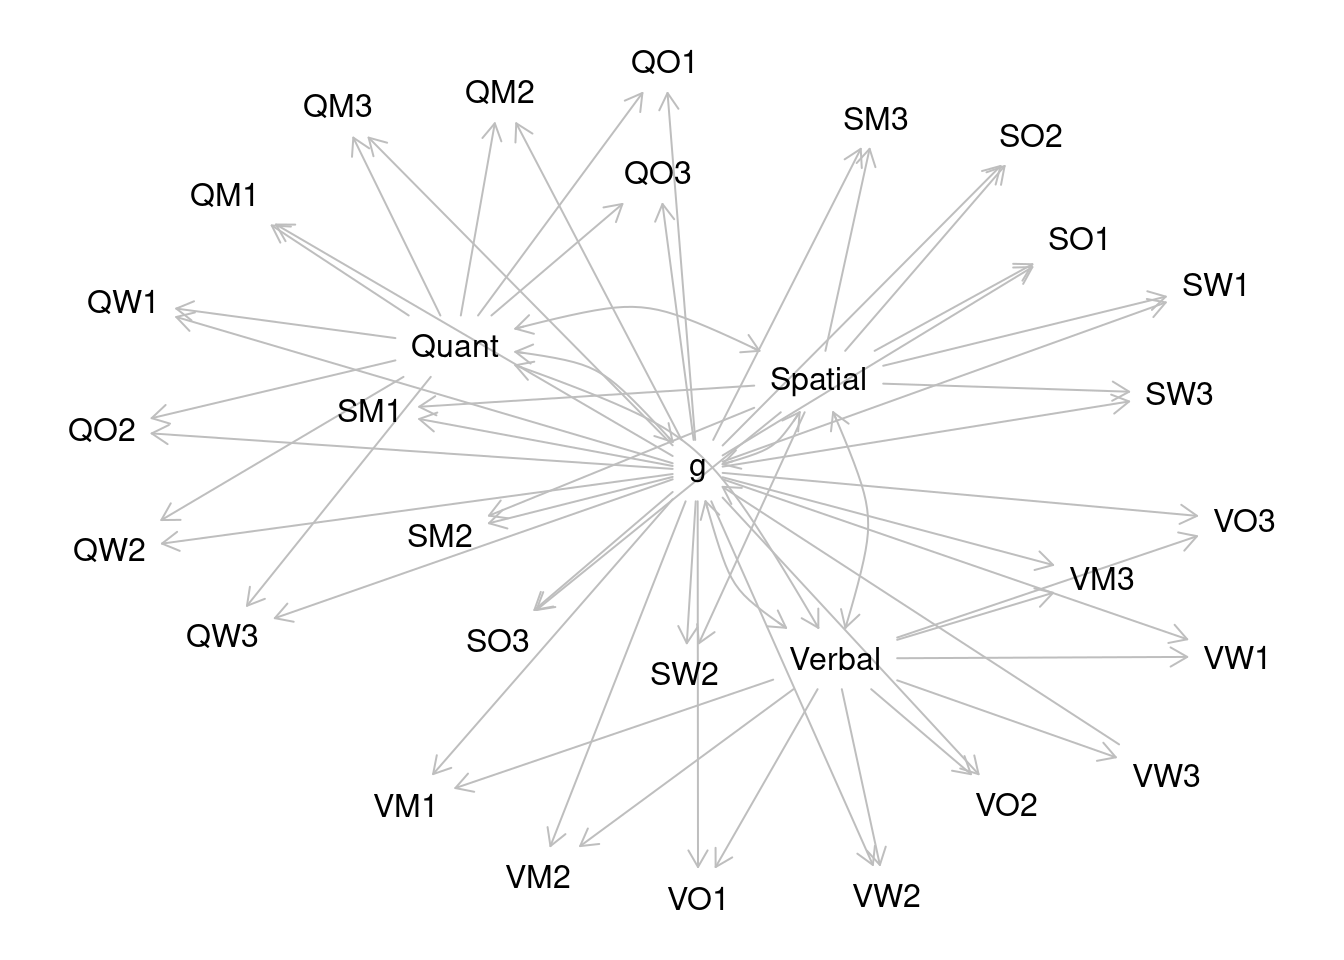 QO1
QM2
QM3
SM3
SO2
QO3
QM1
SO1
SW1
QW1
Quant
Spatial
SW3
SM1
QO2
g
VO3
SM2
QW2
VM3
QW3
SO3
VW1
Verbal
SW2
VW3
VO2
VM1
VM2
VW2
VO1